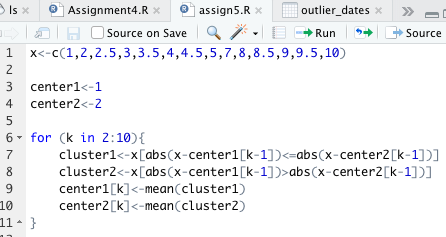 ls Assignment4.R assign5.R outlier_dates
Source on Save Run Source
1 x<-c(1,2,2.5,3,3.5,4,4.5,5,7,8,8.5,9,9.5,10)
2
3 center1<-1
4 center2<-2
5
6 for (k in 2:10){
7 cluster1<-x[abs(x-center1[k-1])<=abs(x-center2[k-1])]
8 cluster2<-x[abs(x-center1[k-1])>abs(x-center2[k-1])]
9 center1[k]<-mean(cluster1)
10 center2[k]<-mean(cluster2)
11 }